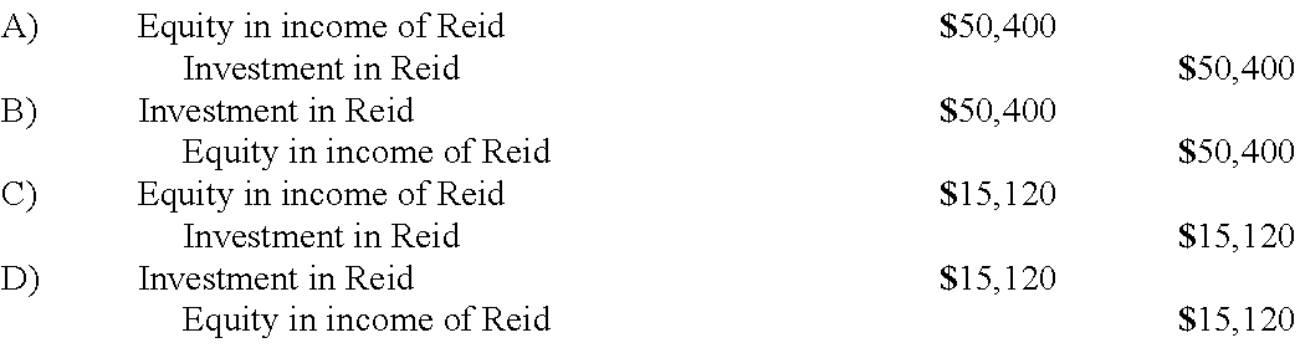 A) Equity in income of Reid $50,400
Investment in Reid $50,400
B) Investment in Reid $50,400
Equity in income of Reid $50,400
C) Equity in income of Reid $15,120
Investment in Reid $15,120
D) Investment in Reid $15,120
Equity in income of Reid $15,120